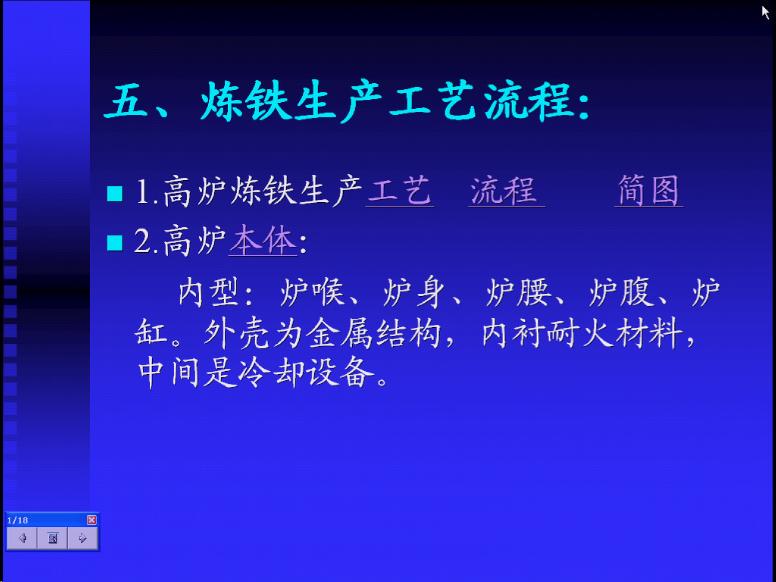 五、炼铁生产工艺流程：
1.高炉炼铁生产工艺 流程 简图
2.高炉本体：
内型：炉喉、炉身、炉腰、炉腹、炉
缸。外壳为金属结构，内衬耐火材料，
中间是冷却设备。
1/18